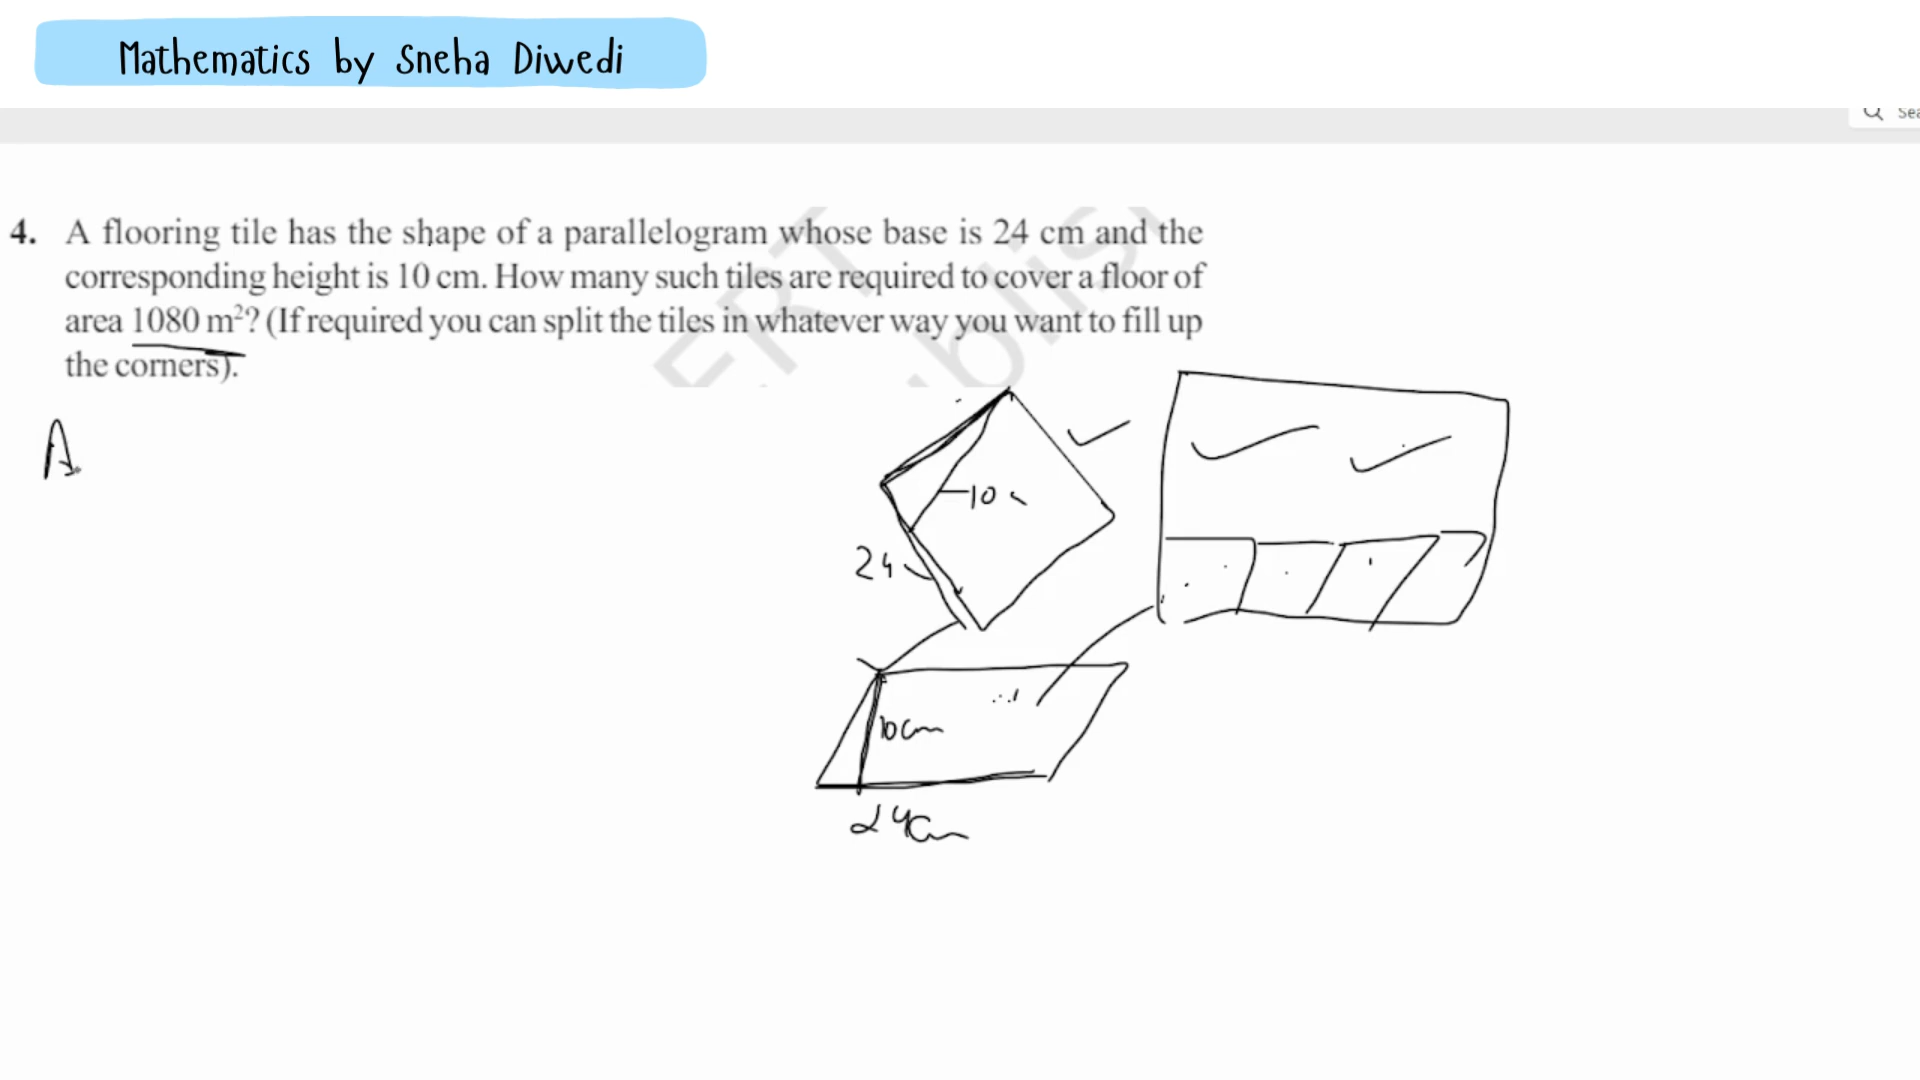 Mathematics by Sneha Diwedi
4. A flooring tile has the shape of a parallelogram whose base is 24 cm and the
corresponding height is 10 cm. How many such tiles are required to cover a floor of
area 1080 m²? (If required you can split the tiles in whatever way you want to fill up
the corners).
A
10
24
10cm
24cm